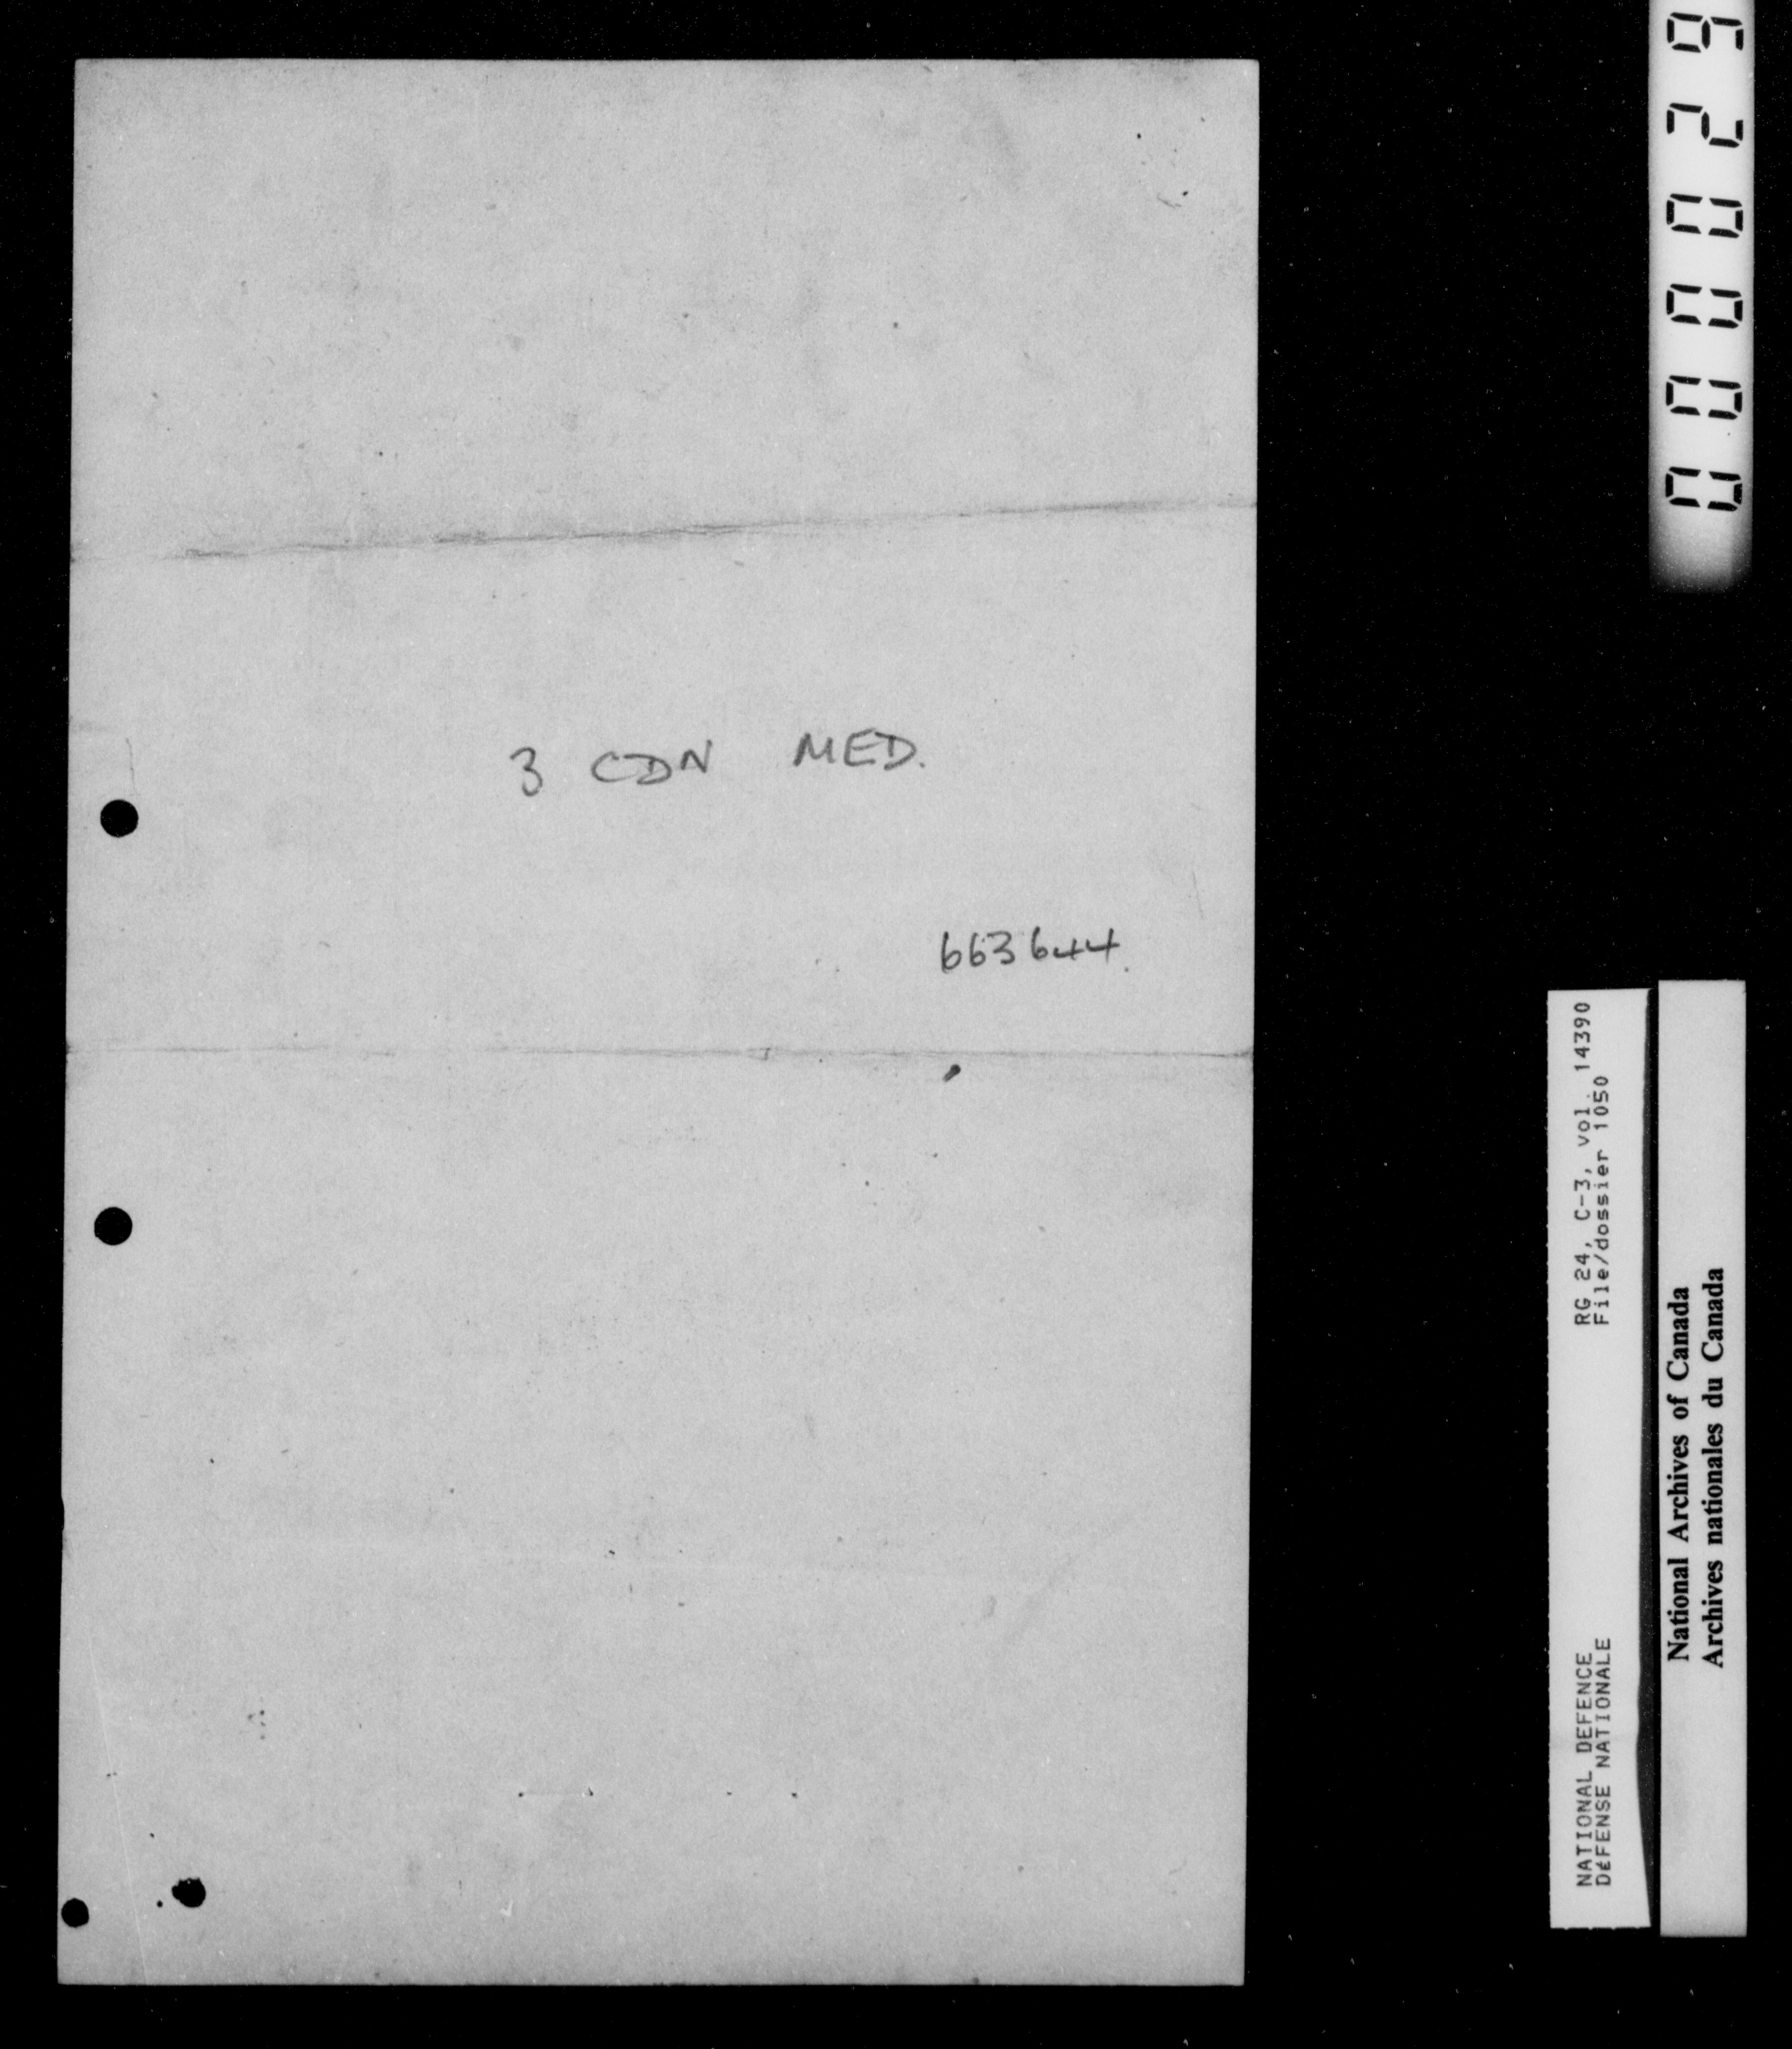 3 CDN MED.
663644
000029
RG 24, C-3, vol. 14390
File/dossier 1050
NATIONAL DEFENCE
DÉFENSE NATIONALE
National Archives of Canada
Archives nationales du Canada